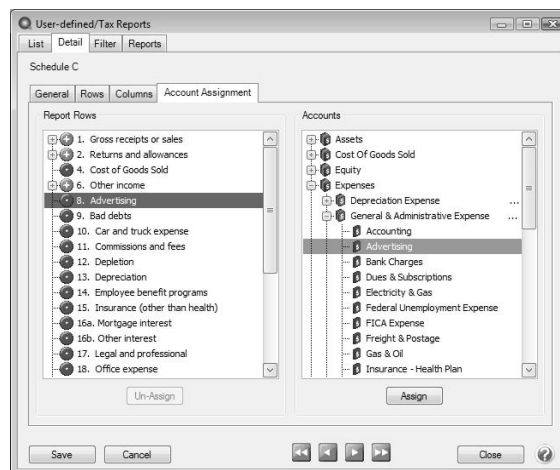 User-defined/Tax Reports
List Detail Filter Reports
Schedule C
General Rows Columns Account Assignment
Report Rows
1. Gross receipts or sales
2. Returns and allowances
4. Cost of Goods Sold
6. Other income
8. Advertising
9. Bad debts
10. Car and truck expense
11. Commissions and fees
12. Depletion
13. Depreciation
14. Employee benefit programs
15. Insurance (other than health)
16a. Mortgage interest
16b. Other interest
17. Legal and professional
18. Office expense
Un-Assign
Accounts
Assets
Cost Of Goods Sold
Equity
Expenses
Depreciation Expense ...
General & Administrative Expense ...
Accounting
Advertising
Bank Charges
Dues & Subscriptions
Electricity & Gas
Federal Unemployment Expense
FICA Expense
Freight & Postage
Gas & Oil
Insurance - Health Plan
Assign
Save Cancel Close ?